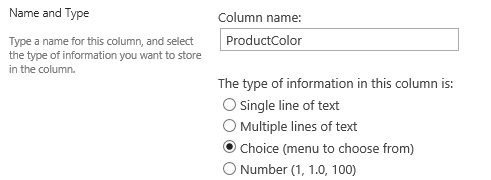 Name and Type
Type a name for this column, and select
the type of information you want to store
in the column.
Column name:
ProductColor
The type of information in this column is:
Single line of text
Multiple lines of text
Choice (menu to choose from)
Number (1, 1.0, 100)